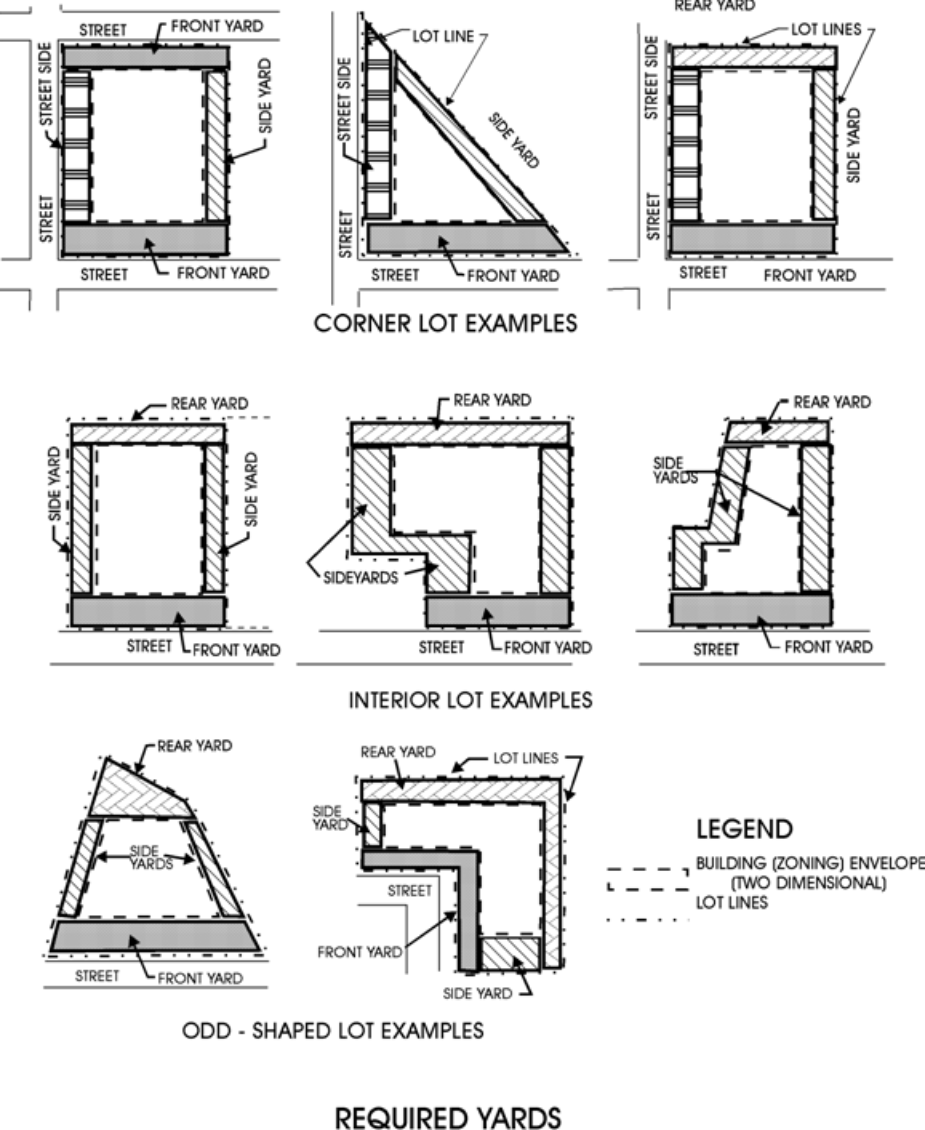 STREET
FRONT YARD
STREET SIDE
SIDE YARD
STREET
STREET
FRONT YARD
LOT LINE
STREET SIDE
SIDE YARD
STREET
STREET
FRONT YARD
REAR YARD
LOT LINES
STREET SIDE
SIDE YARD
STREET
STREET
FRONT YARD
CORNER LOT EXAMPLES
REAR YARD
SIDE YARD
SIDE YARD
STREET
FRONT YARD
REAR YARD
SIDEYARDS
STREET
FRONT YARD
REAR YARD
SIDE
YARDS
STREET
FRONT YARD
INTERIOR LOT EXAMPLES
REAR YARD
SIDE
YARDS
STREET
FRONT YARD
REAR YARD
LOT LINES
SIDE
YARD
STREET
FRONT YARD
SIDE YARD
LEGEND
BUILDING (ZONING) ENVELOPE
(TWO DIMENSIONAL)
LOT LINES
ODD - SHAPED LOT EXAMPLES
REQUIRED YARDS